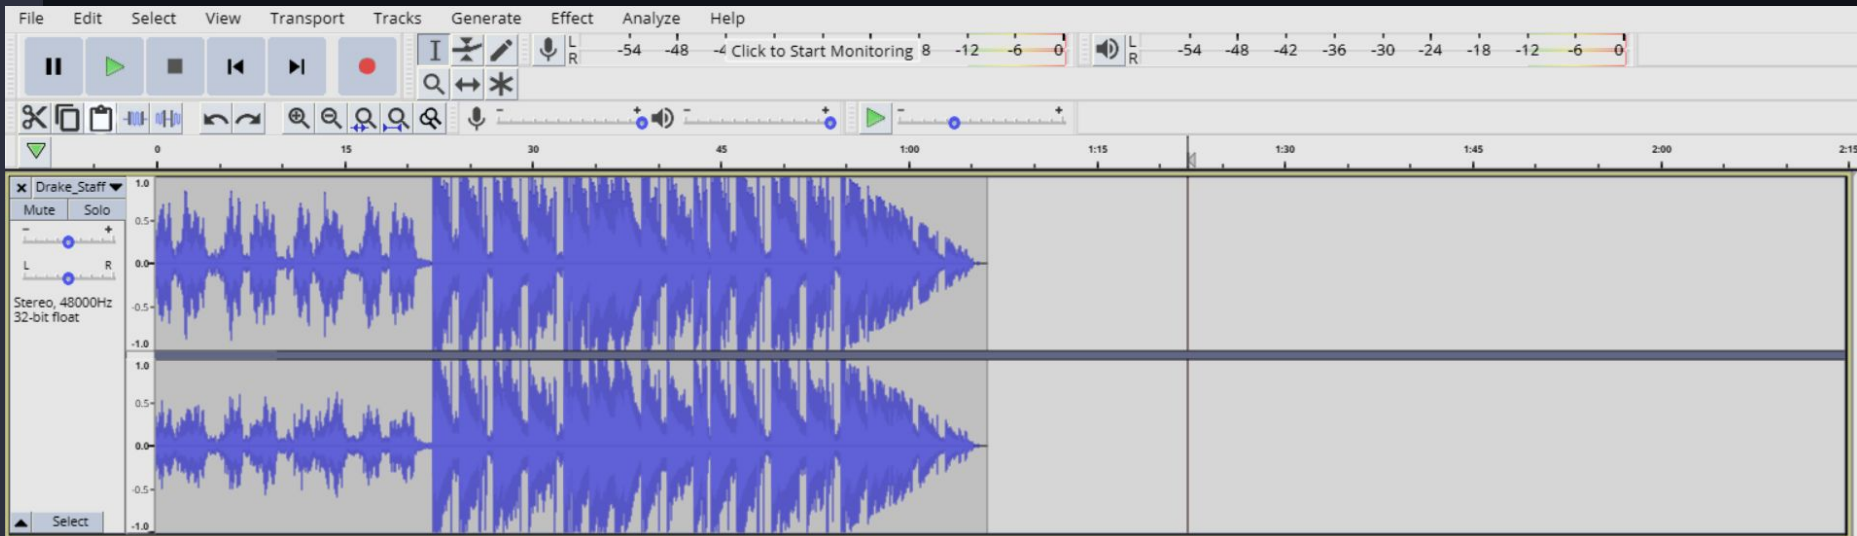 File Edit Select View Transport Tracks Generate Effect Analyze Help
L
R
-54 -48 -4 Click to Start Monitoring 8 -12 -6 0
L
R
-54 -48 -42 -36 -30 -24 -18 -12 -6 0
- + - + - +
0 15 30 45 1:00 1:15 1:30 1:45 2:00 2:15
x Drake_Staff
Mute Solo
- +
L R
Stereo, 48000Hz
32-bit float
Select
1.0
0.5-
0.0-
-0.5-
-1.0
1.0
0.5-
0.0-
-0.5-
-1.0